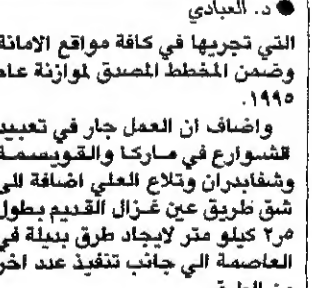 ● د. العبادي
التي تجريها في كافة مواقع الامانة
وضمن المخطط المصدق لموازنة عام
١٩٩٥.
واضاف ان العمل جار في تعبيد
الشوارع في ماركا والقويسمة
وشفابدران وتلاع العلي اضافة الى
شق طريق عين غزال القديم بطول
٢٫٥ كيلو متر لايجاد طرق بديلة في
العاصمة الى جانب تنفيذ عدد اخر